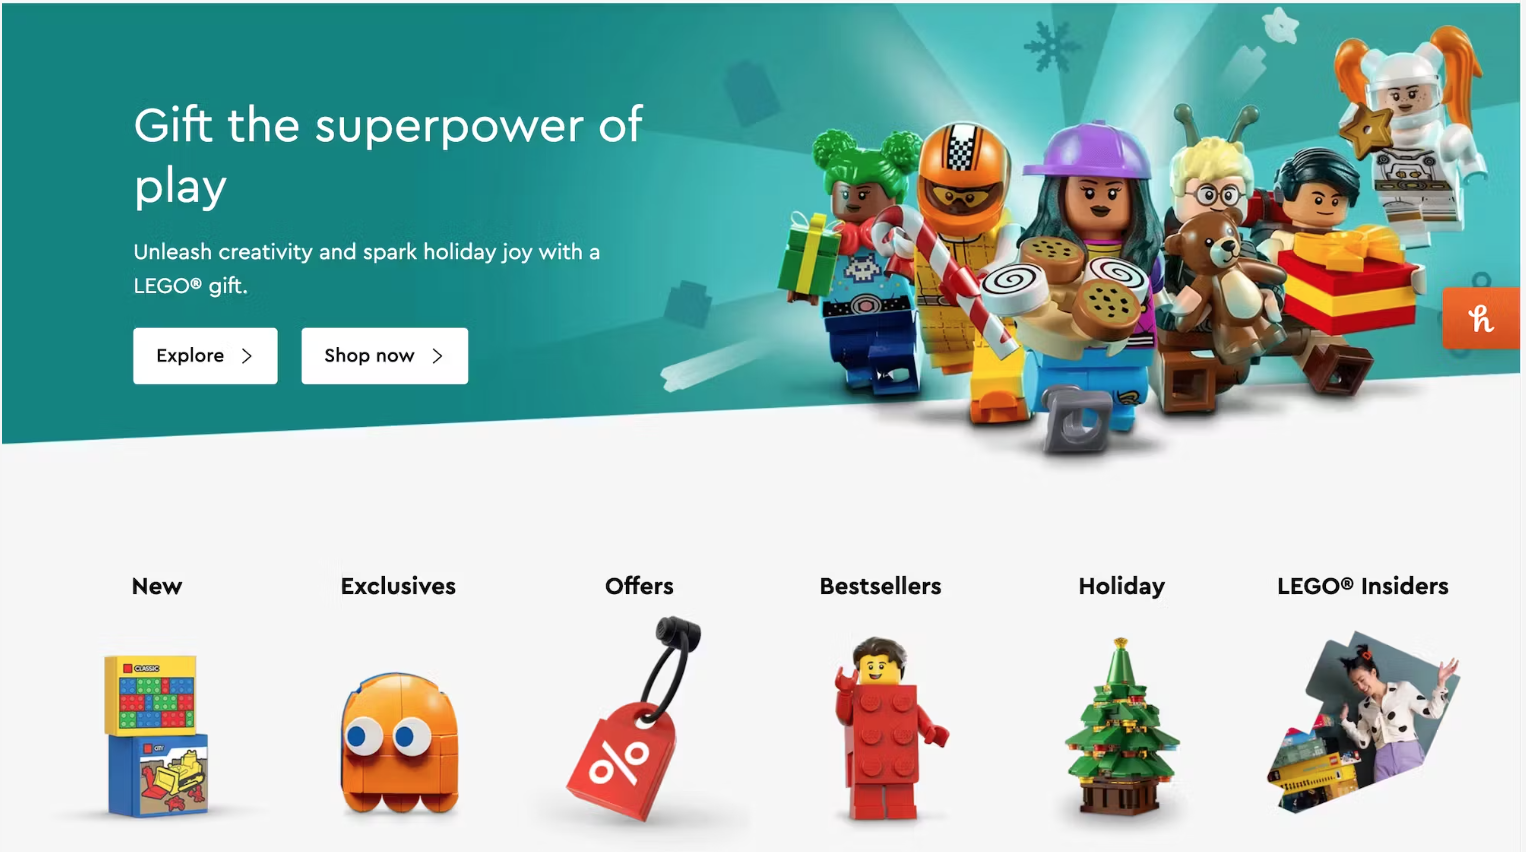 Gift the superpower of
play
Unleash creativity and spark holiday joy with a
LEGO® gift.
Explore
Shop now
New
Exclusives
Offers
Bestsellers
Holiday
LEGO® Insiders
CLASSIC
CITY
%
h